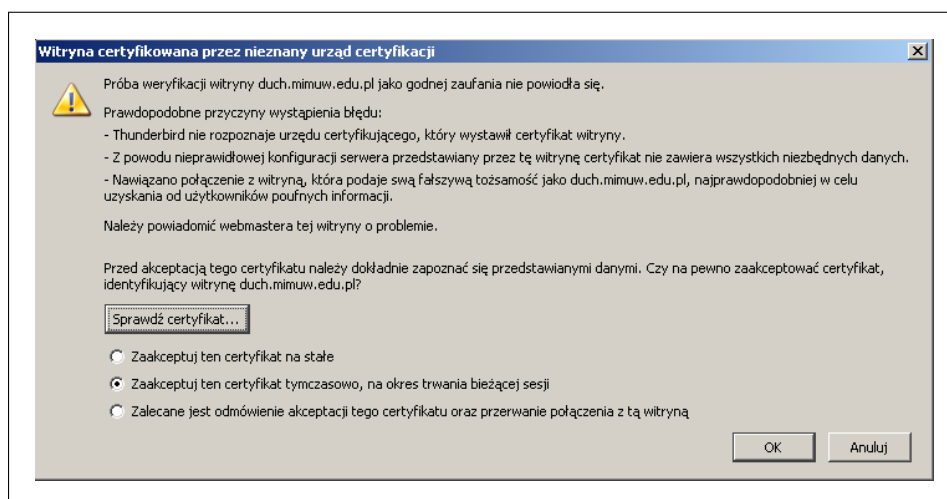 Witryna certyfikowana przez nieznany urząd certyfikacji
Próba weryfikacji witryny duch.mimuw.edu.pl jako godnej zaufania nie powiodła się.
Prawdopodobne przyczyny wystąpienia błędu:
- Thunderbird nie rozpoznaje urzędu certyfikującego, który wystawił certyfikat witryny.
- Z powodu nieprawidłowej konfiguracji serwera przedstawiany przez tę witrynę certyfikat nie zawiera wszystkich niezbędnych danych.
- Nawiązano połączenie z witryną, która podaje swą fałszywą tożsamość jako duch.mimuw.edu.pl, najprawdopodobniej w celu
uzyskania od użytkowników poufnych informacji.
Należy powiadomić webmastera tej witryny o problemie.
Przed akceptacją tego certyfikatu należy dokładnie zapoznać się przedstawianymi danymi. Czy na pewno zaakceptować certyfikat,
identyfikujący witrynę duch.mimuw.edu.pl?
Sprawdź certyfikat...
Zaakceptuj ten certyfikat na stałe
Zaakceptuj ten certyfikat tymczasowo, na okres trwania bieżącej sesji
Zalecane jest odmówienie akceptacji tego certyfikatu oraz przerwanie połączenia z tą witryną
OK Anuluj